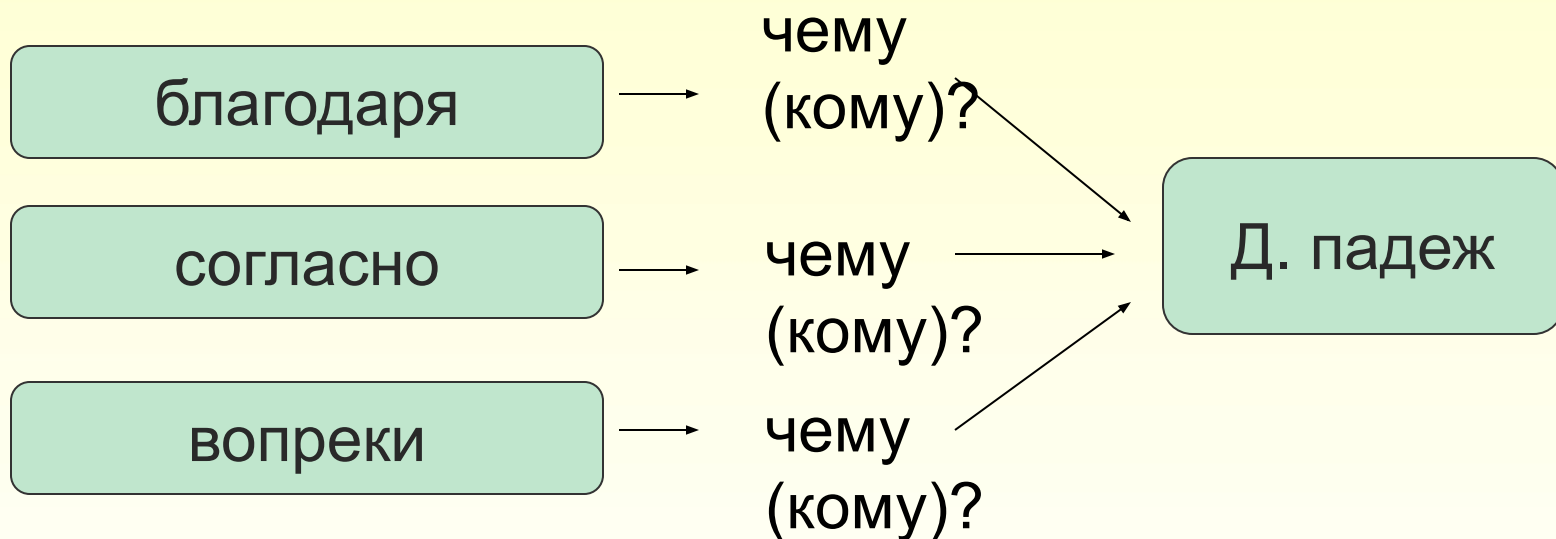 благодаря
чему
(кому)?
согласно
чему
(кому)?
Д. падеж
вопреки
чему
(кому)?